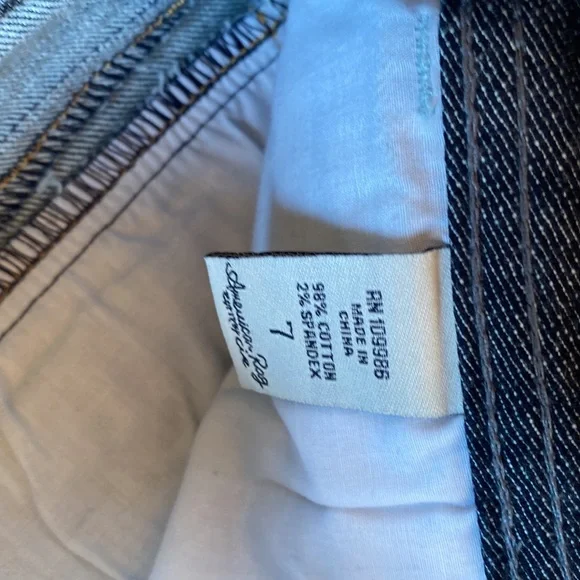 American Rag
7
98% COTTON
2% SPANDEX
RN 109986
MADE IN
CHINA